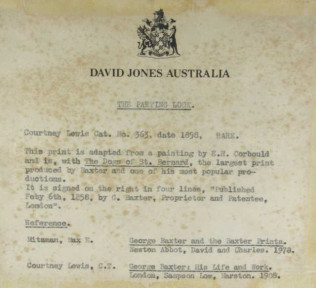 DAVID JONES AUSTRALIA
THE PARTING LOOK.
Courtney Lewis Cat. No. 363. date 1858. RARE.
This print is adapted from a painting by E.H. Corbould
and is, with The Dogs of St. Bernard, the largest print
produced by Baxter and one of his most popular pro-
ductions.
It is signed on the right in four lines, "Published
Feby 6th, 1858, by G. Baxter, Proprietor and Patentee,
London".
Reference.
Mitzman, Max E.
George Baxter and the Baxter Prints.
Newton Abbot, David and Charles. 1978.
Courtney Lewis, C.T.
George Baxter: His Life and Work.
London, Sampson Low, Marston. 1908.